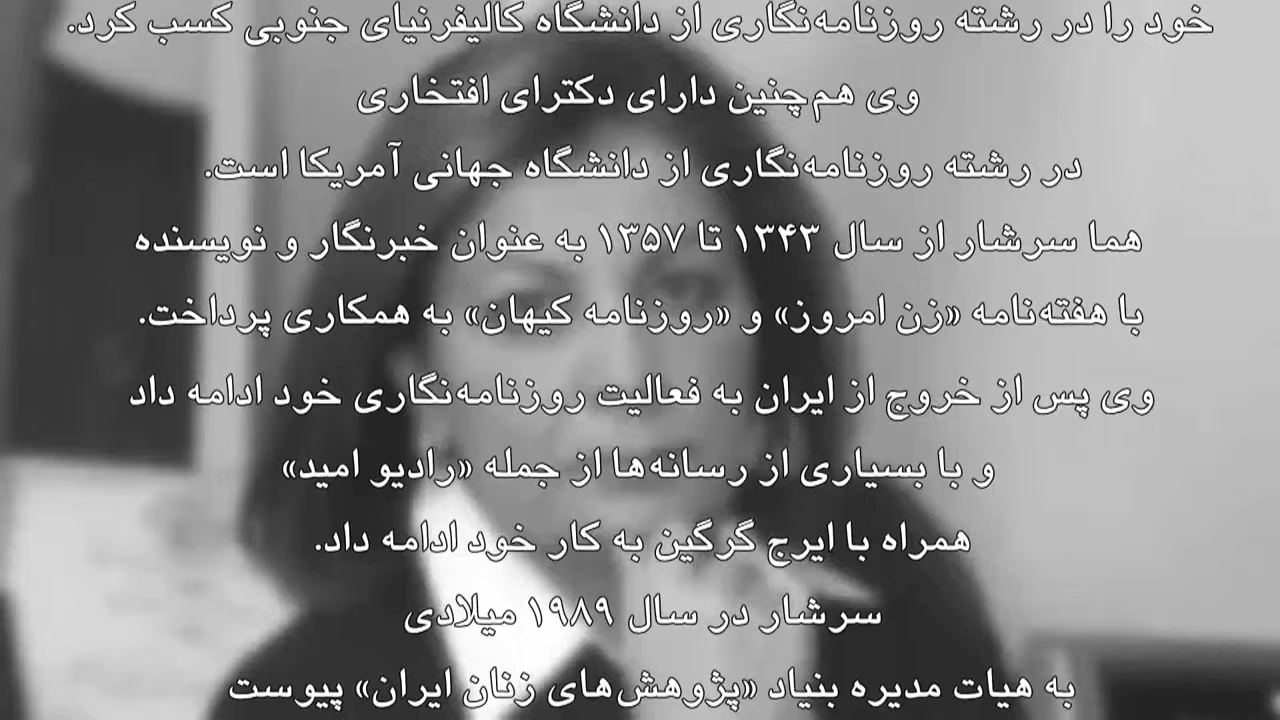 خود را در رشته روزنامه‌نگاری از دانشگاه کالیفرنیای جنوبی کسب کرد.
وی هم‌چنین دارای دکترای افتخاری
در رشته روزنامه‌نگاری از دانشگاه جهانی آمریکا است.
هما سرشار از سال ۱۳۴۳ تا ۱۳۵۷ به عنوان خبرنگار و نویسنده
با هفته‌نامه «زن امروز» و «روزنامه کیهان» به همکاری پرداخت.
وی پس از خروج از ایران به فعالیت روزنامه‌نگاری خود ادامه داد
و با بسیاری از رسانه‌ها از جمله «رادیو امید»
همراه با ایرج گرگین به کار خود ادامه داد.
سرشار در سال ۱۹۸۹ میلادی
به هیات مدیره بنیاد «پژوهش‌های زنان ایران» پیوست